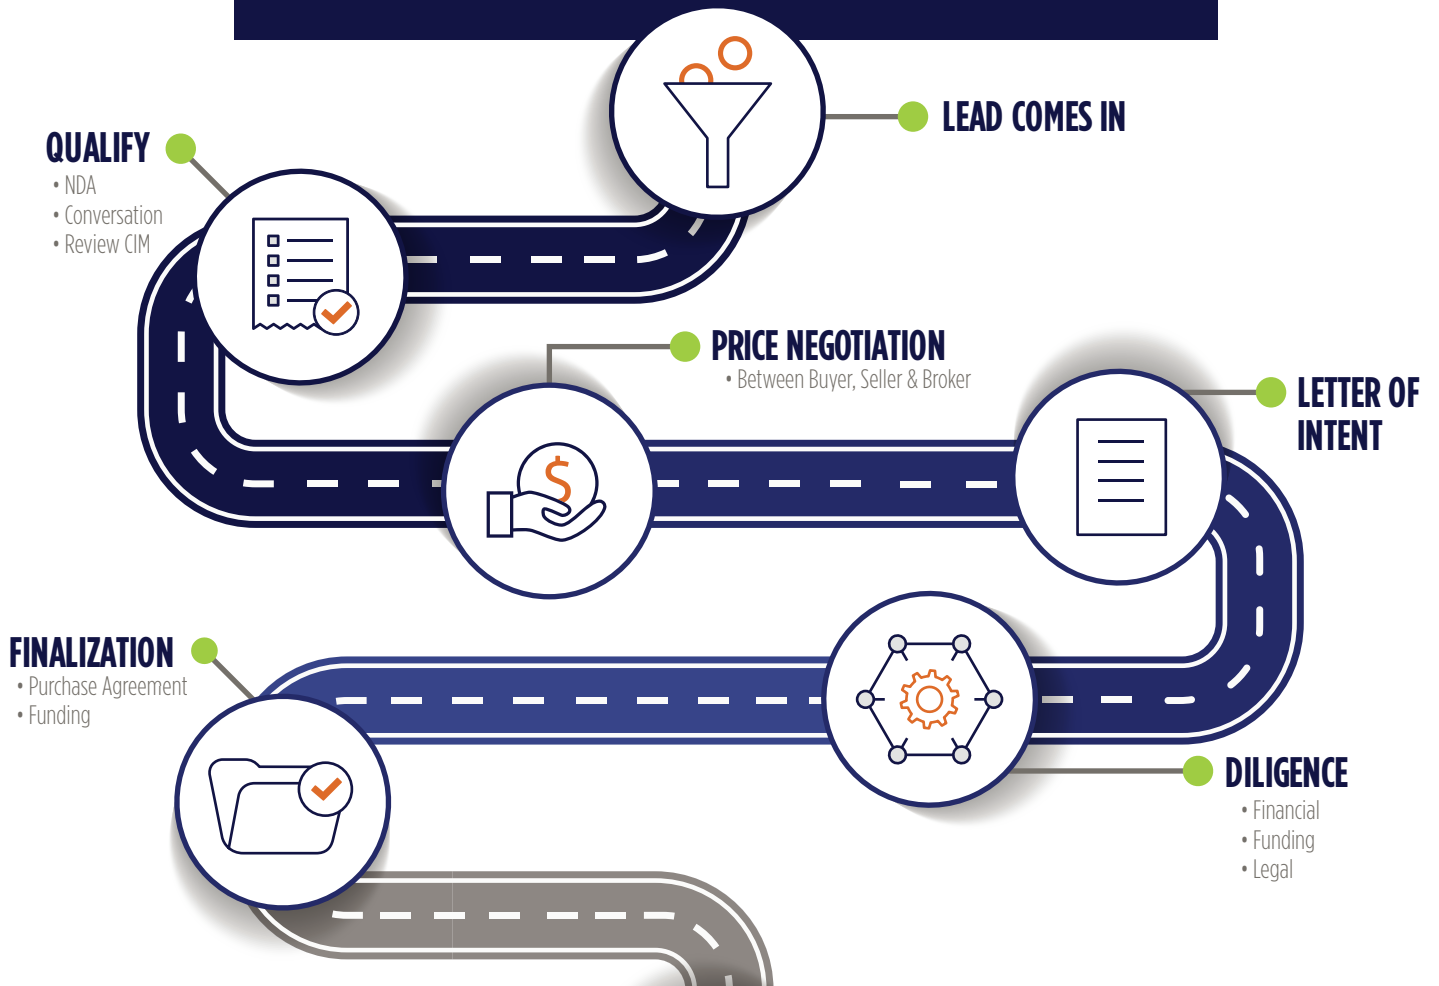 LEAD COMES IN
QUALIFY
• NDA
• Conversation
• Review CIM
PRICE NEGOTIATION
• Between Buyer, Seller & Broker
LETTER OF
INTENT
$
DILIGENCE
• Financial
• Funding
• Legal
FINALIZATION
• Purchase Agreement
• Funding